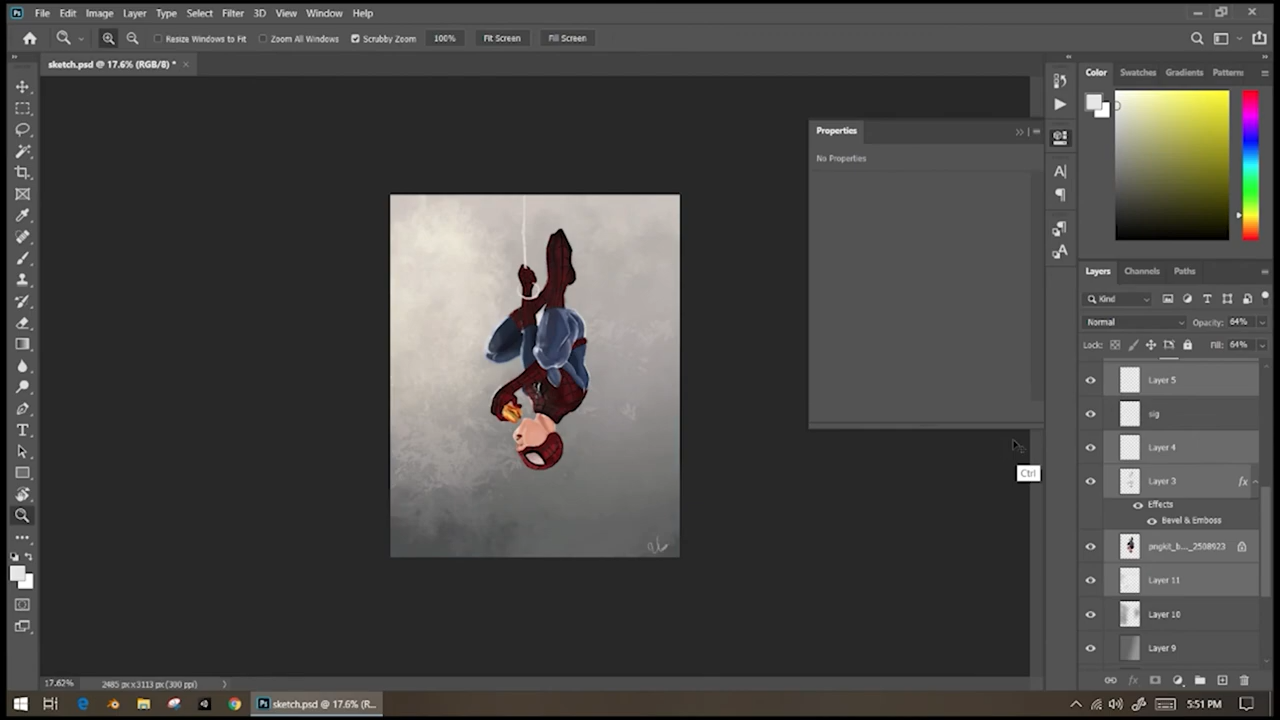 File Edit Image Layer Type Select Filter 3D View Window Help
Resize Windows to Fit Zoom All Windows Scrubby Zoom 100% Fit Screen Fill Screen
sketch.psd @ 17.6% (RGB/8) *
Color Swatches Gradients Patterns
Properties
No Properties
Layers Channels Paths
Kind
Normal Opacity: 64%
Lock: Fill: 64%
Layer 5
sig
Layer 4
Layer 3 fx
Effects
Bevel & Emboss
pngkit_b..._2508923
Layer 11
Layer 10
Layer 9
Ctrl
17.62% 2485 px x 3113 px (300 ppi)
sketch.psd @ 17.6% (R...
5:51 PM